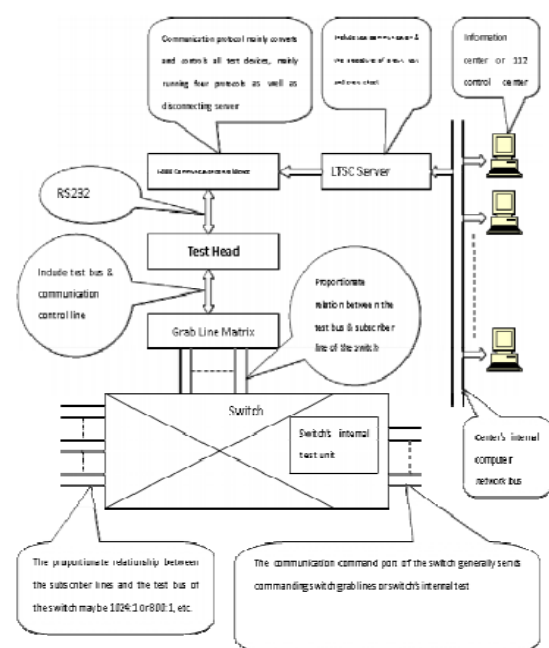 Communication protocol mainly converts
and controls all test devices, mainly
running four protocols as well as
disconnecting server
Include
Information
center or 112
control center
LTSC Server
RS232
Test Head
Include test bus &
communication
control line
Proportionate
relation between the
test bus & subscriber
line of the switch
Grab Line Matrix
Switch
Switch's internal
test unit
Center's internal
computer
network bus
The proportionate relationship between
the subscriber lines and the test bus of
the switch may be 1024:1 or 800:1, etc.
The communication command port of the switch generally sends
commanding switch grab lines or switch's internal test